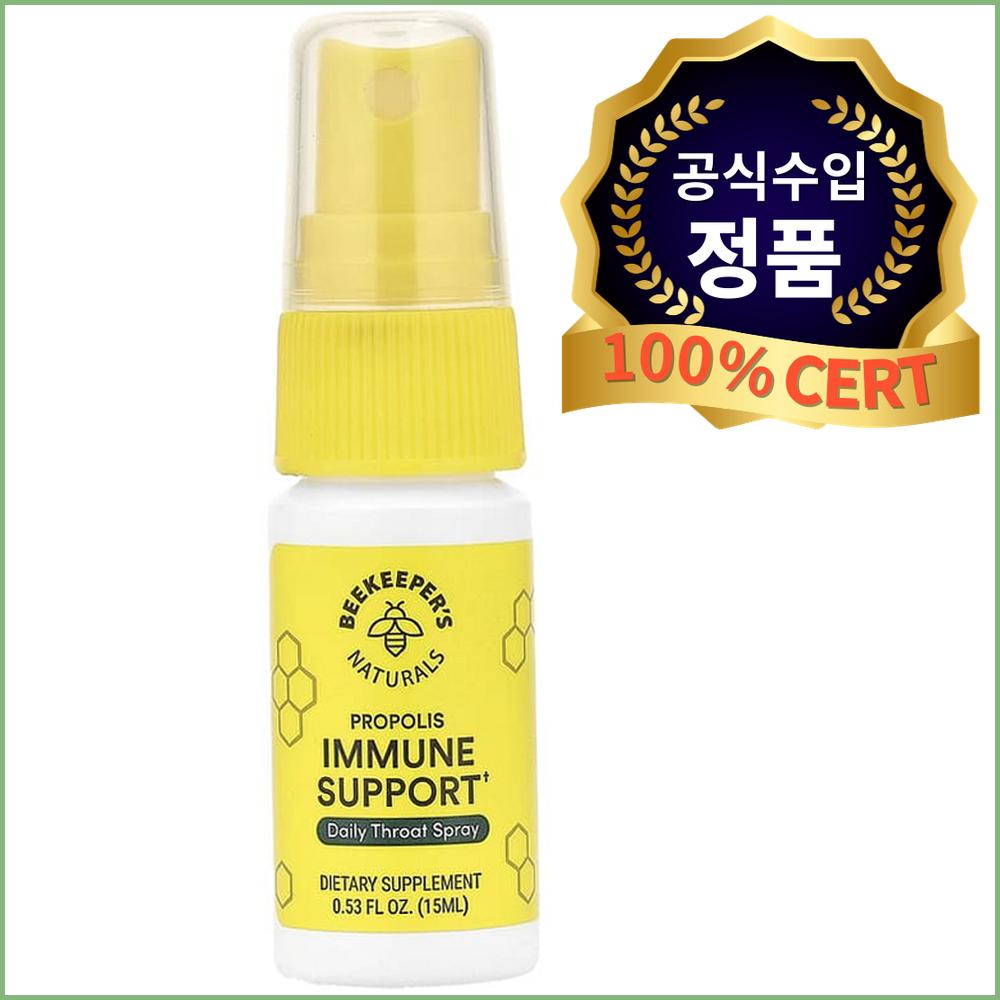 공식수입
정품
100% CERT
BEEKEEPER'S
NATURALS
PROPOLIS
IMMUNE
SUPPORT†
Daily Throat Spray
DIETARY SUPPLEMENT
0.53 FL OZ. (15ML)